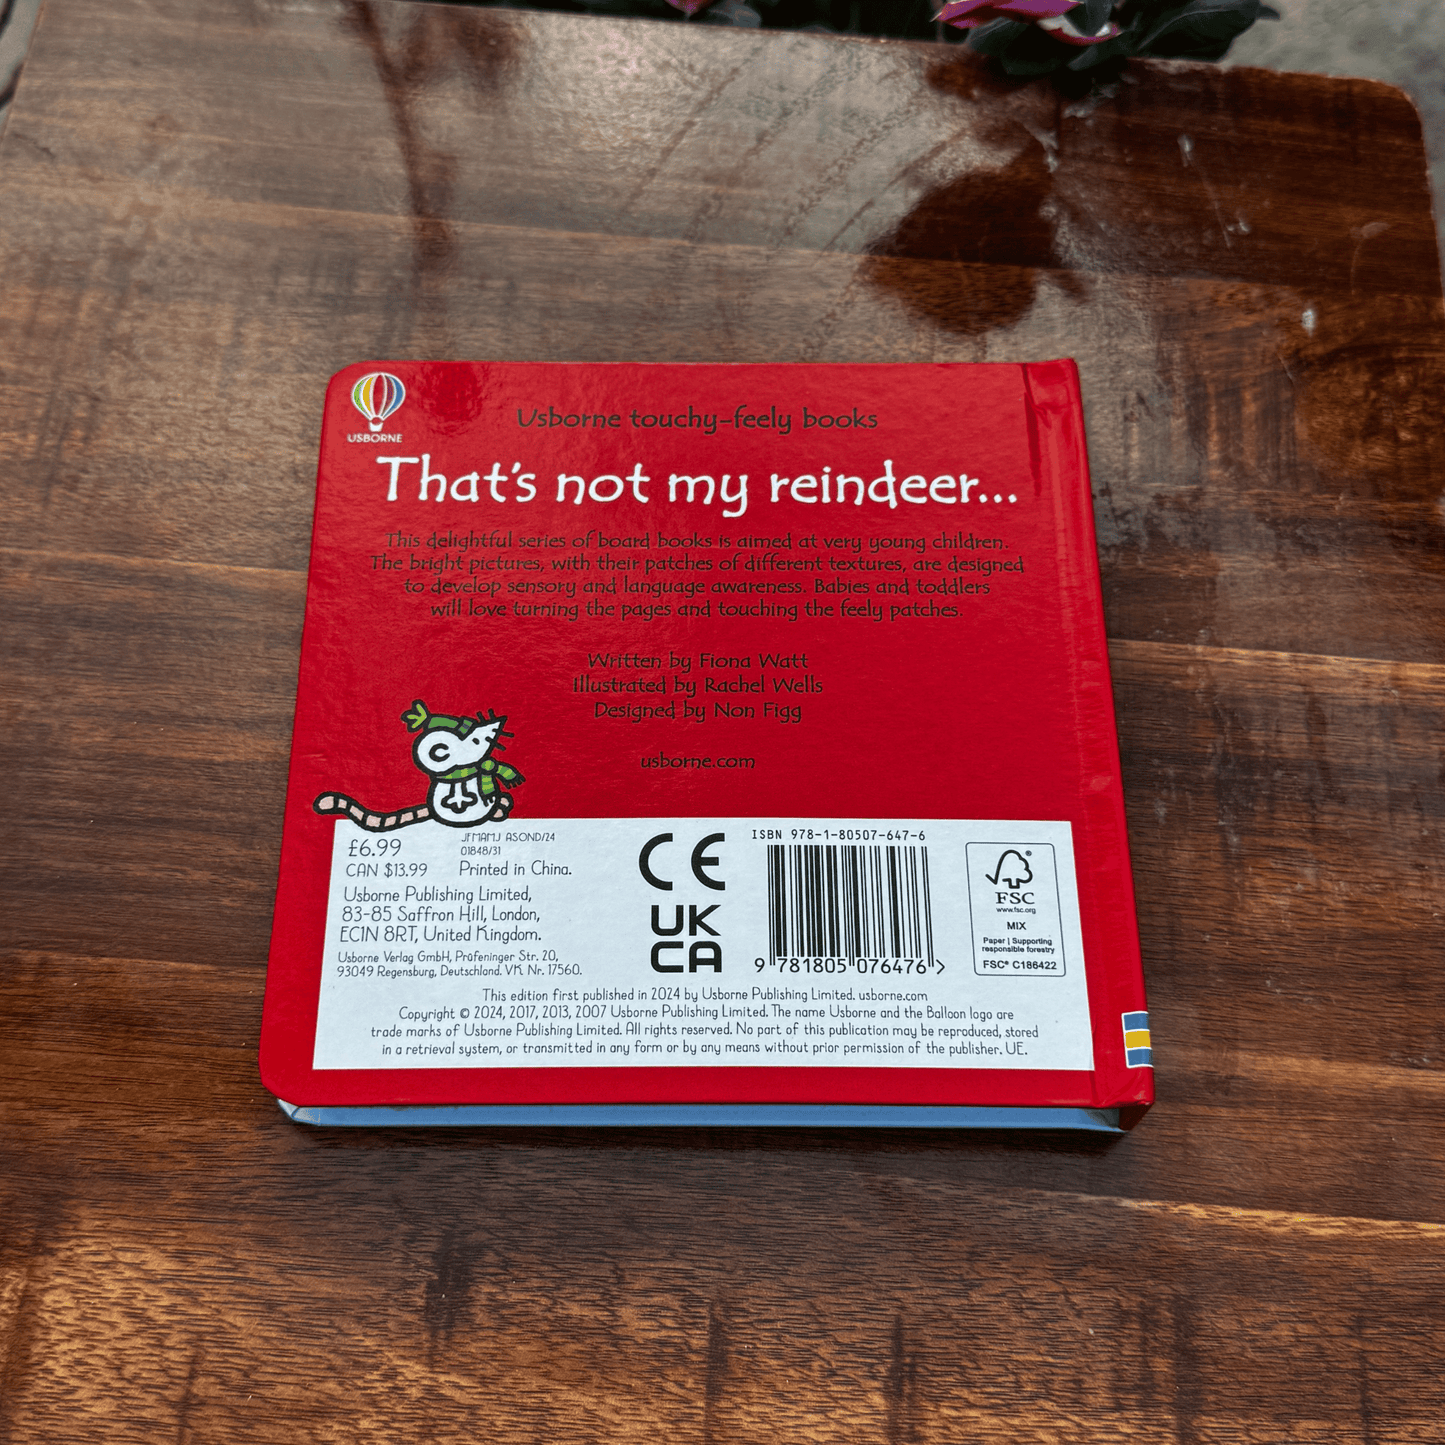 USBORNE
Usborne touchy-feely books
That's not my reindeer...
This delightful series of board books is aimed at very young children.
The bright pictures, with their patches of different textures, are designed
to develop sensory and language awareness. Babies and toddlers
will love turning the pages and touching the feely patches.
Written by Fiona Watt
Illustrated by Rachel Wells
Designed by Non Figg
usborne.com
£6.99
CAN $13.99
JFMAMJ ASOND/24
01848/31
Printed in China.
Usborne Publishing Limited,
83-85 Saffron Hill, London,
EC1N 8RT, United Kingdom.
Usborne Verlag GmbH, Prüfeninger Str. 20,
93049 Regensburg, Deutschland. VK Nr. 17560.
CE
UK
CA
ISBN 978-1-80507-647-6
9 781805 076476 >
FSC®
www.fsc.org
MIX
Paper | Supporting
responsible forestry
FSC® C186422
This edition first published in 2024 by Usborne Publishing Limited. usborne.com
Copyright © 2024, 2017, 2013, 2007 Usborne Publishing Limited. The name Usborne and the Balloon logo are
trade marks of Usborne Publishing Limited. All rights reserved. No part of this publication may be reproduced, stored
in a retrieval system, or transmitted in any form or by any means without prior permission of the publisher. UE.